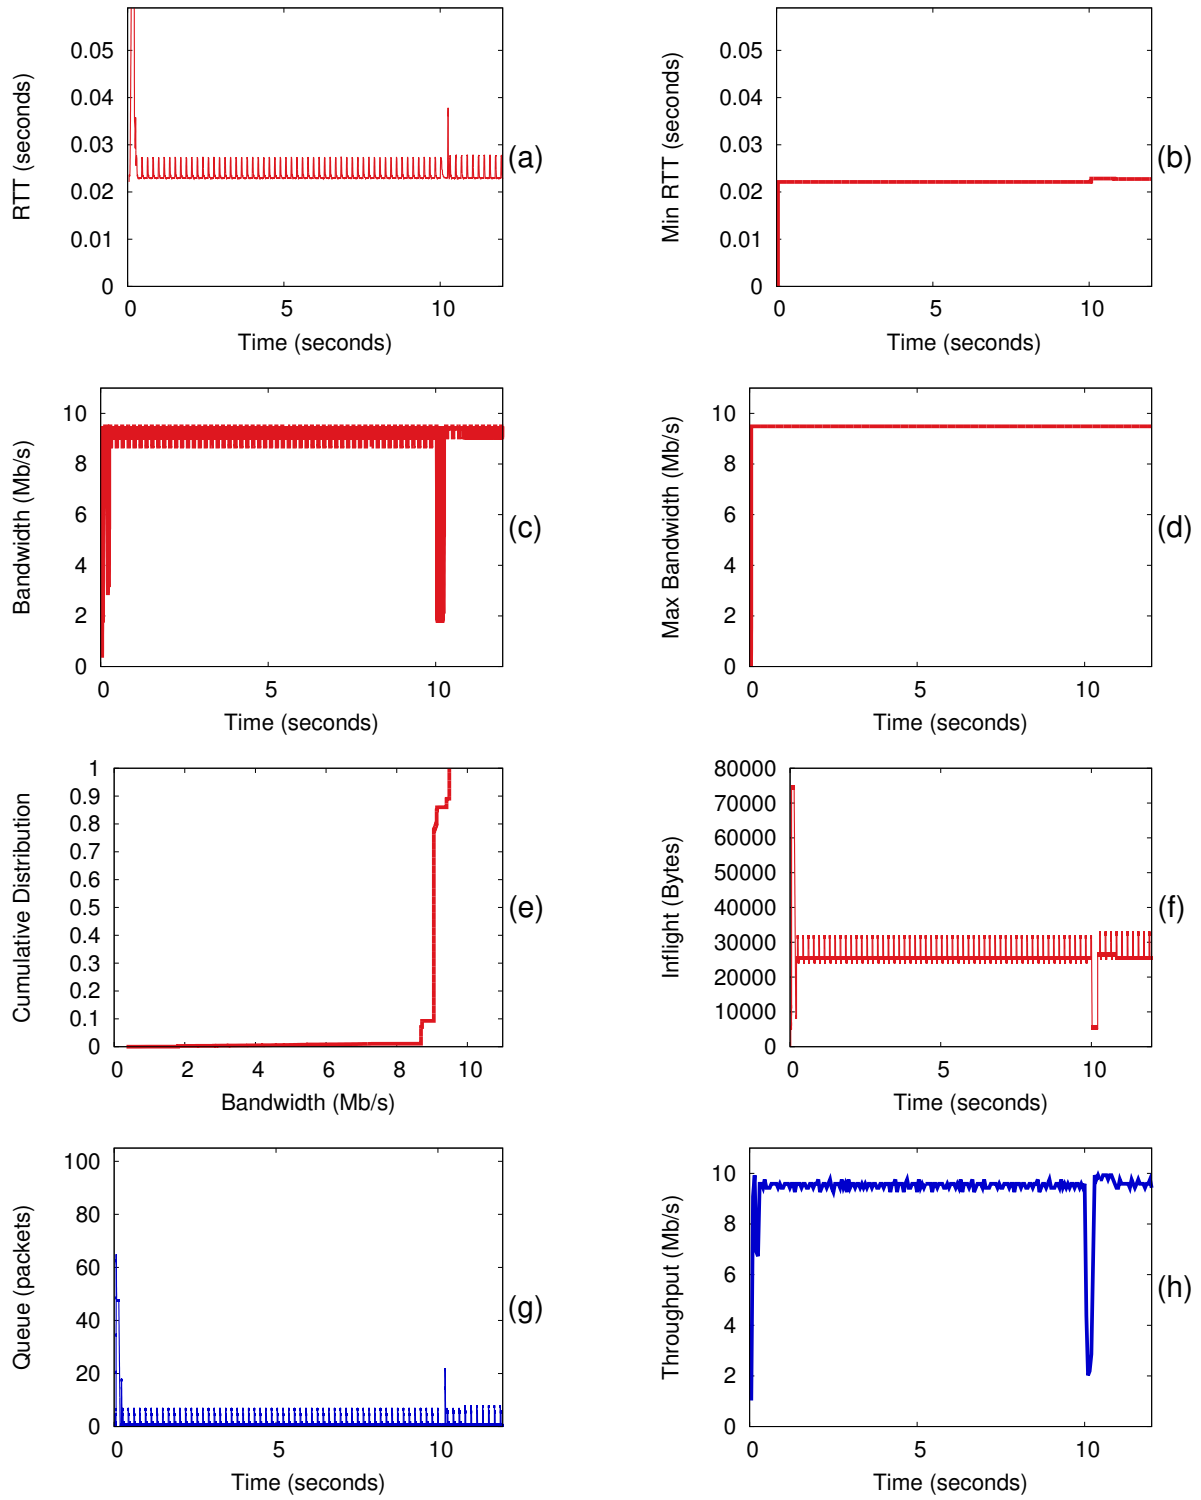 0.05
0.04
0.03
0.02
0.01
0
RTT (seconds)
0 5 10
Time (seconds)
(a)
0.05
0.04
0.03
0.02
0.01
0
Min RTT (seconds)
0 5 10
Time (seconds)
(b)
10
8
6
4
2
0
Bandwidth (Mb/s)
0 5 10
Time (seconds)
(c)
10
8
6
4
2
0
Max Bandwidth (Mb/s)
0 5 10
Time (seconds)
(d)
1
0.9
0.8
0.7
0.6
0.5
0.4
0.3
0.2
0.1
0
Cumulative Distribution
0 2 4 6 8 10
Bandwidth (Mb/s)
(e)
80000
70000
60000
50000
40000
30000
20000
10000
0
Inflight (Bytes)
0 5 10
Time (seconds)
(f)
100
80
60
40
20
0
Queue (packets)
0 5 10
Time (seconds)
(g)
10
8
6
4
2
0
Throughput (Mb/s)
0 5 10
Time (seconds)
(h)